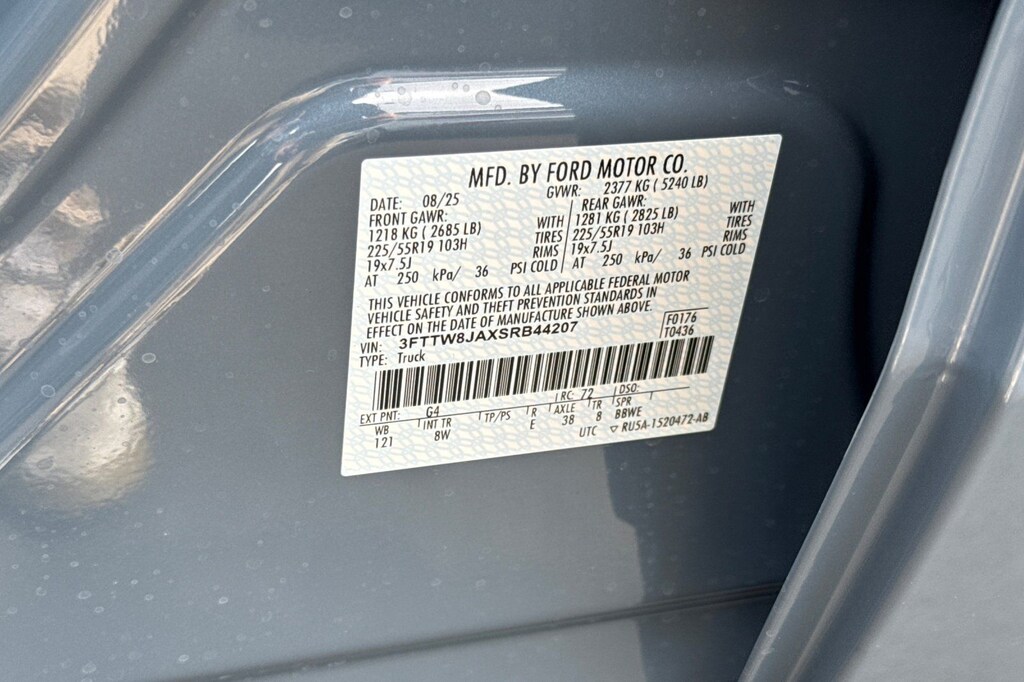 MFD. BY FORD MOTOR CO.
DATE: 08/25 GVWR: 2377 KG ( 5240 LB)
FRONT GAWR: REAR GAWR:
1218 KG ( 2685 LB) WITH 1281 KG ( 2825 LB) WITH
225/55R19 103H TIRES 225/55R19 103H TIRES
19x7.5J RIMS 19x7.5J RIMS
AT 250 kPa/ 36 PSI COLD AT 250 kPa/ 36 PSI COLD
THIS VEHICLE CONFORMS TO ALL APPLICABLE FEDERAL MOTOR
VEHICLE SAFETY AND THEFT PREVENTION STANDARDS IN
EFFECT ON THE DATE OF MANUFACTURE SHOWN ABOVE.
VIN: 3FTTW8JAXSRB44207 F0176
TYPE: Truck T0436
EXT PNT: G4 RC: 72 DSO:
WB INT TR TP/PS R AXLE TR SPR
121 8W E 38 8 BBWE
UTC ▽ RU5A-1520472-AB